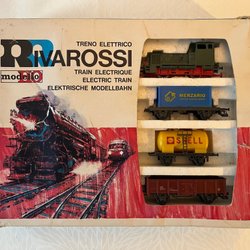 TRENO ELETTRICO
RIVAROSSI
modello
TRAIN ELECTRIQUE
ELECTRIC TRAIN
ELEKTRISCHE MODELLBAHN
MERZARIO
SHELL